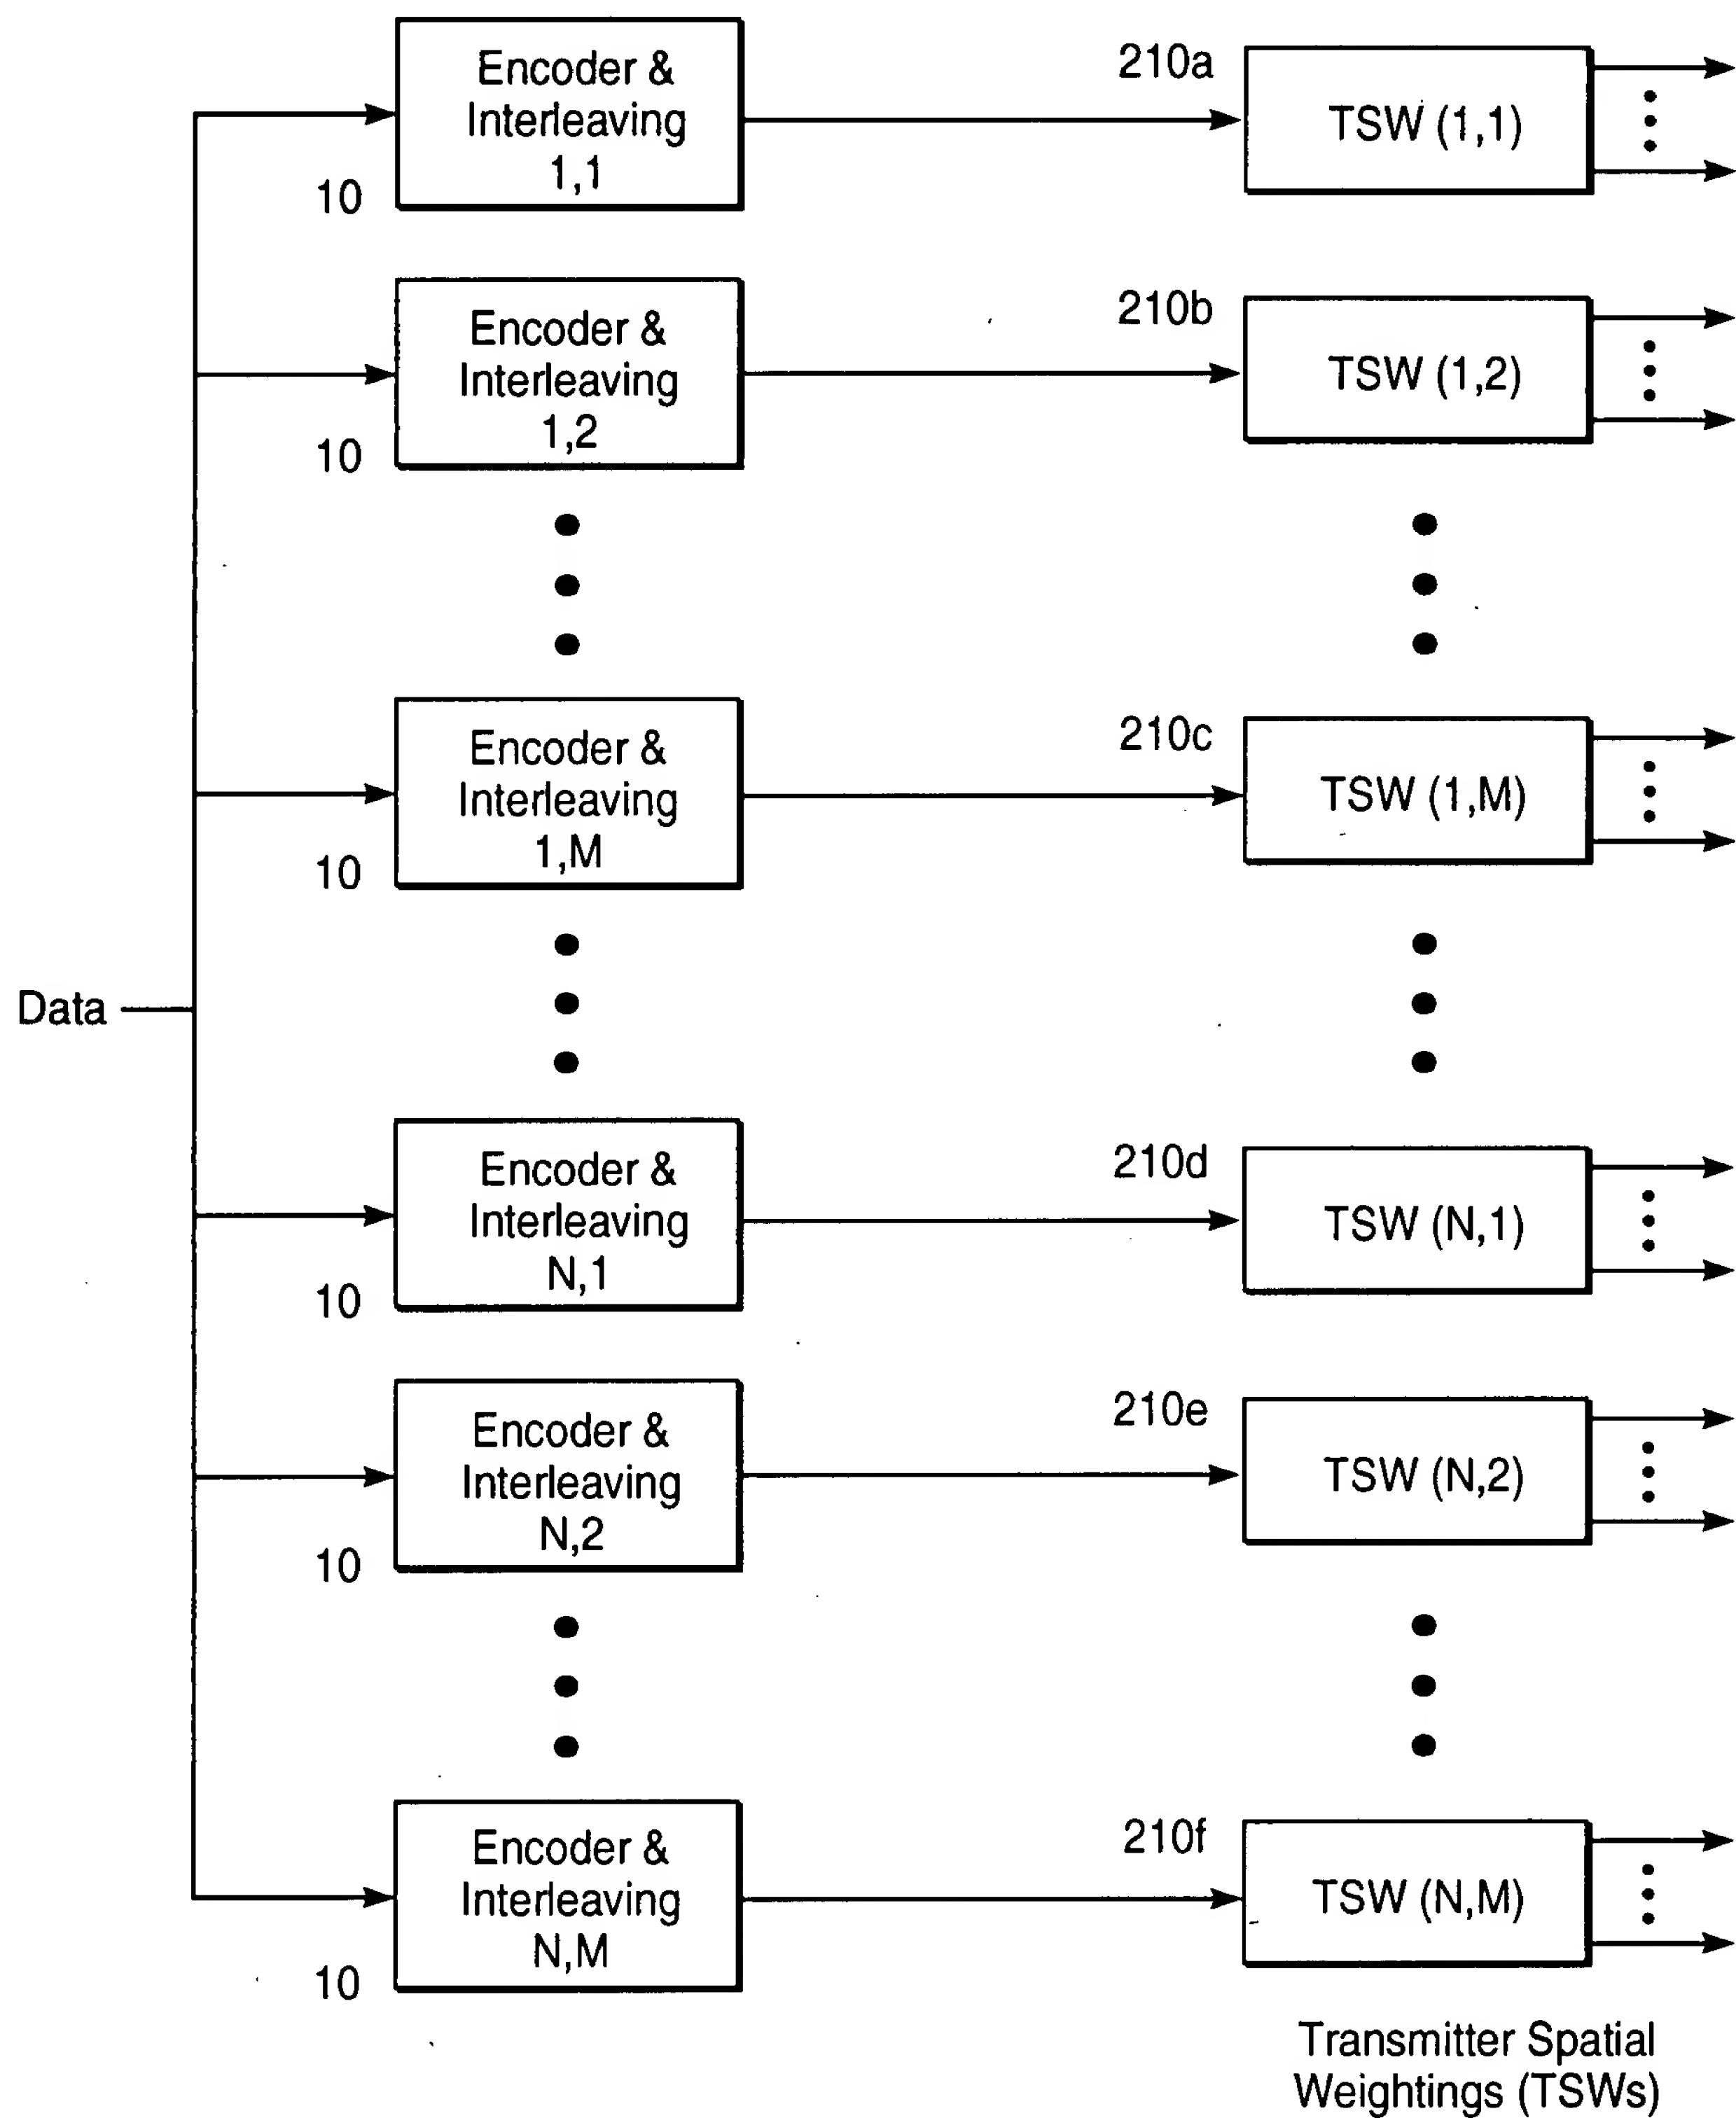 Encoder &
Interleaving
1,1
10
210a
TSW (1,1)
Encoder &
Interleaving
1,2
10
210b
TSW (1,2)
Encoder &
Interleaving
1,M
10
210c
TSW (1,M)
Data
Encoder &
Interleaving
N,1
10
210d
TSW (N,1)
Encoder &
Interleaving
N,2
10
210e
TSW (N,2)
Encoder &
Interleaving
N,M
10
210f
TSW (N,M)
Transmitter Spatial
Weightings (TSWs)